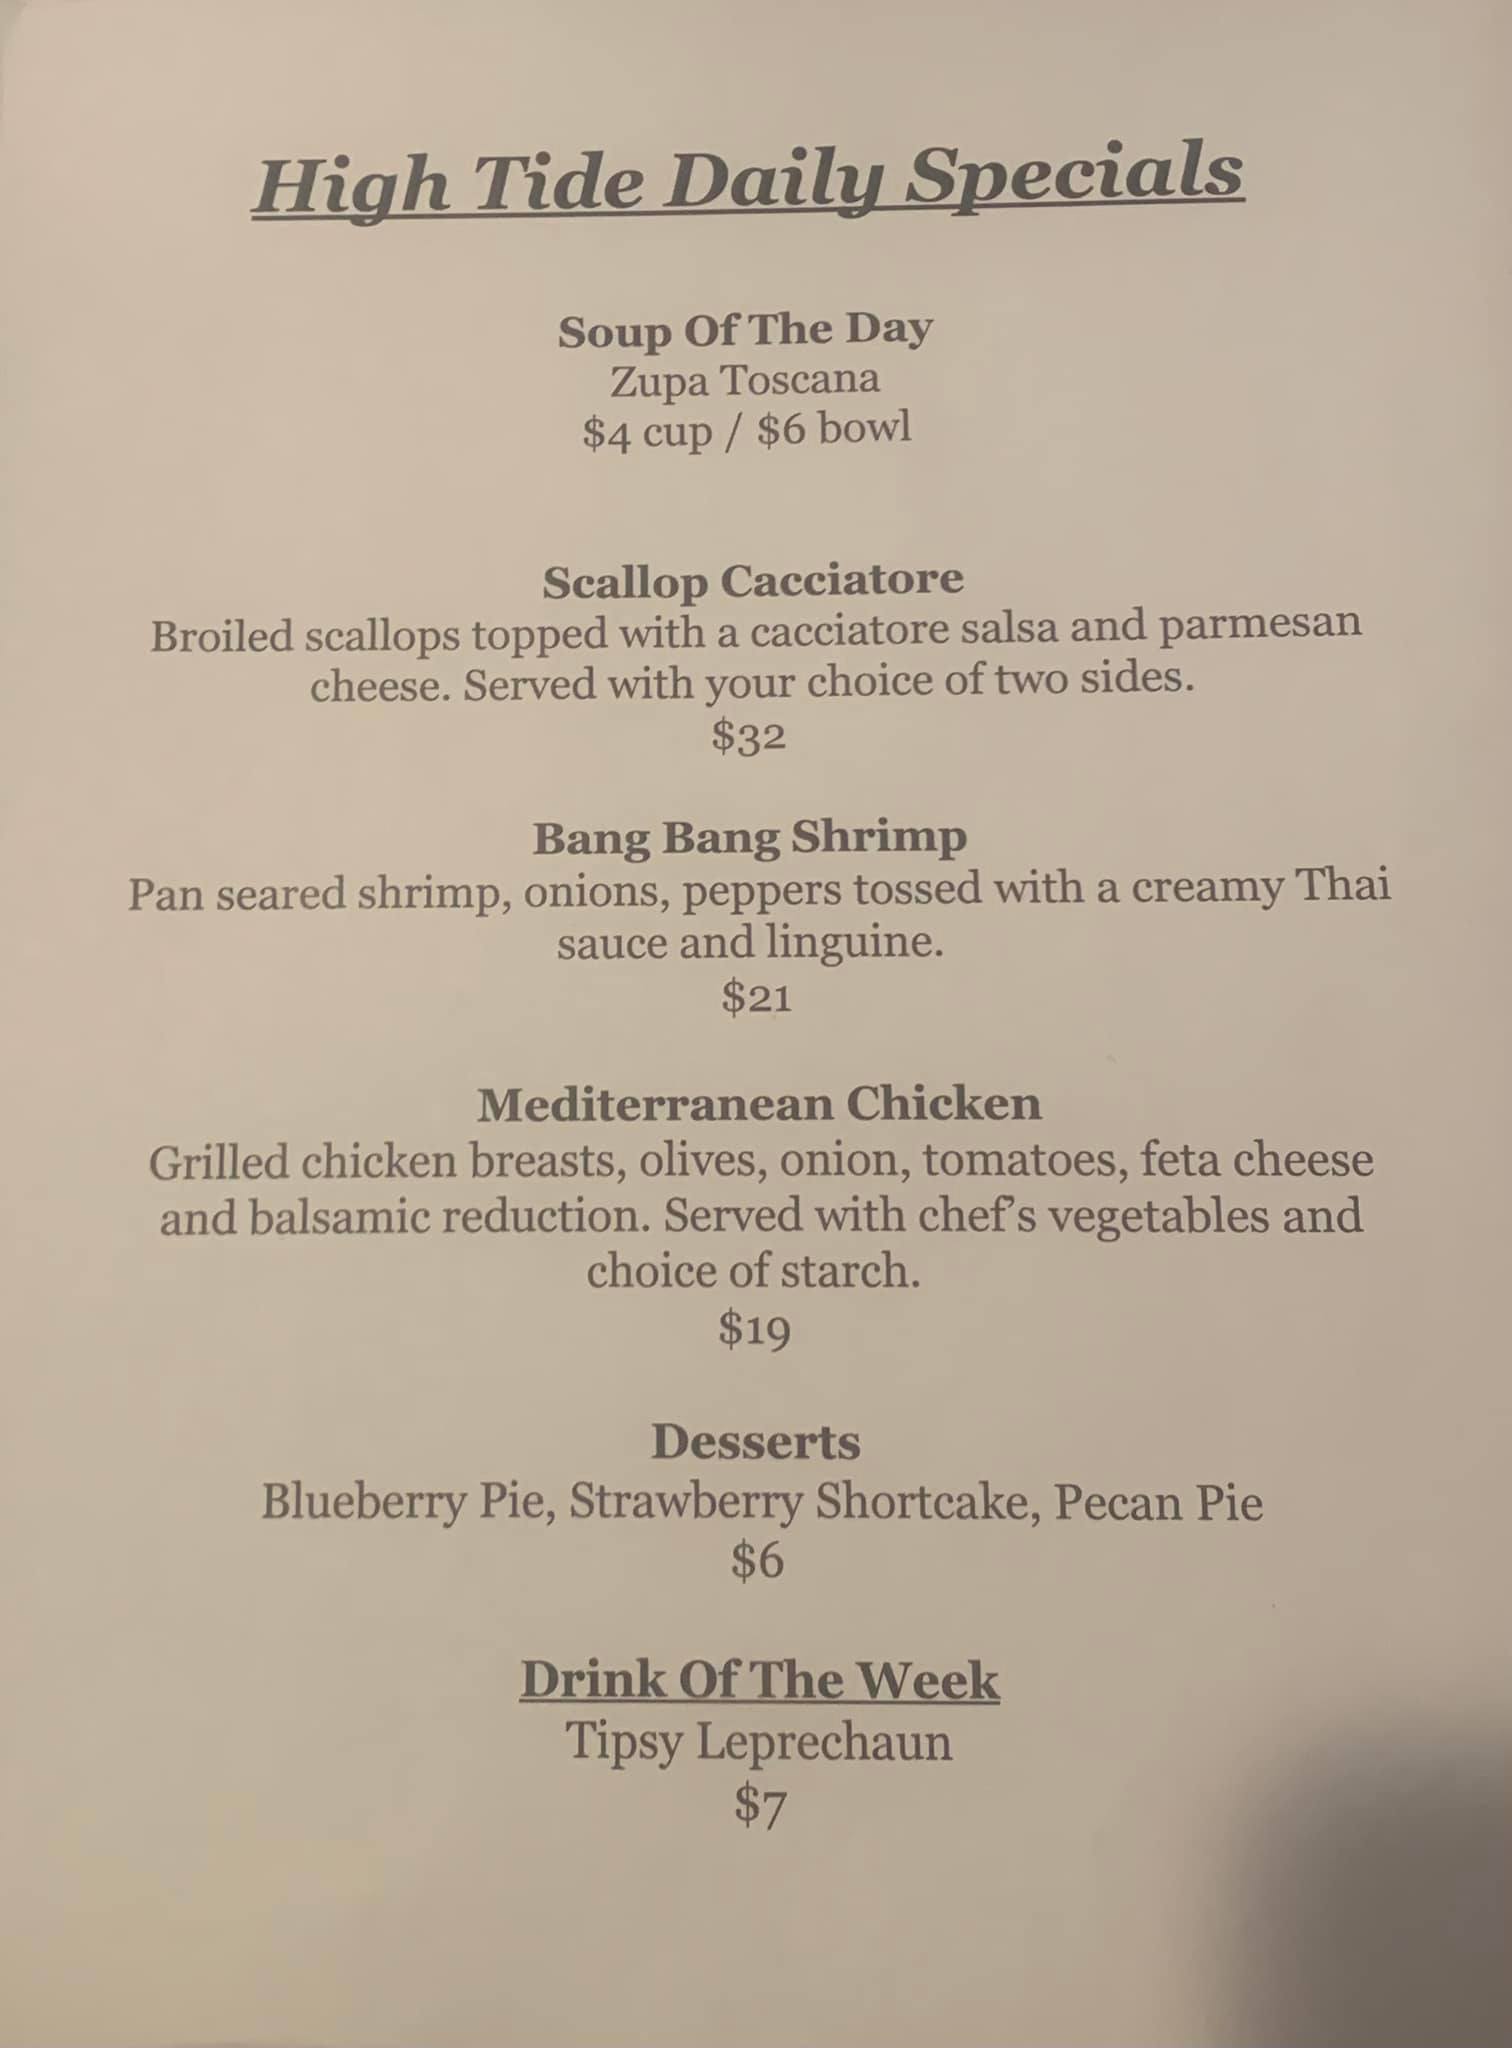 High Tide Daily Specials
Soup Of The Day
Zupa Toscana
$4 cup / $6 bowl
Scallop Cacciatore
Broiled scallops topped with a cacciatore salsa and parmesan
cheese. Served with your choice of two sides.
$32
Bang Bang Shrimp
Pan seared shrimp, onions, peppers tossed with a creamy Thai
sauce and linguine.
$21
Mediterranean Chicken
Grilled chicken breasts, olives, onion, tomatoes, feta cheese
and balsamic reduction. Served with chef's vegetables and
choice of starch.
$19
Desserts
Blueberry Pie, Strawberry Shortcake, Pecan Pie
$6
Drink Of The Week
Tipsy Leprechaun
$7